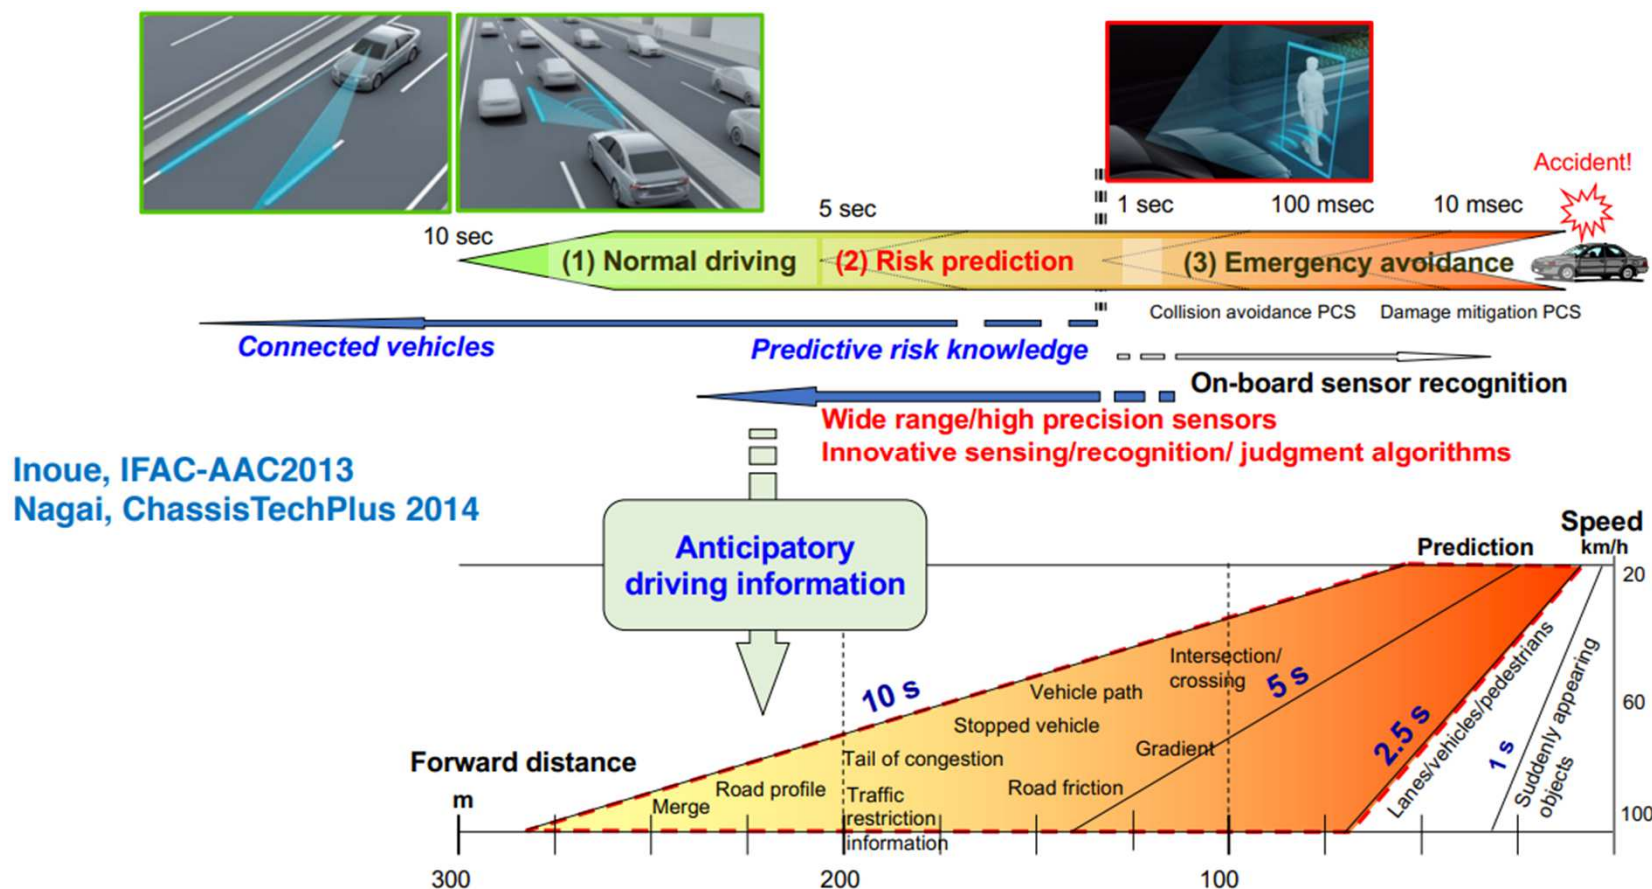 Accident!
10 sec
5 sec
1 sec
100 msec
10 msec
(1) Normal driving
(2) Risk prediction
(3) Emergency avoidance
Collision avoidance PCS
Damage mitigation PCS
Connected vehicles
Predictive risk knowledge
On-board sensor recognition
Wide range/high precision sensors
Innovative sensing/recognition/ judgment algorithms
Inoue, IFAC-AAC2013
Nagai, ChassisTechPlus 2014
Anticipatory
driving information
Prediction
Speed
km/h
20
60
100
10 s
5 s
2.5 s
1 s
Intersection/
crossing
Vehicle path
Stopped vehicle
Gradient
Tail of congestion
Road friction
Road profile
Merge
Traffic
restriction
information
Lanes/vehicles/pedestrians
Suddenly appearing
objects
Forward distance
m
300
200
100